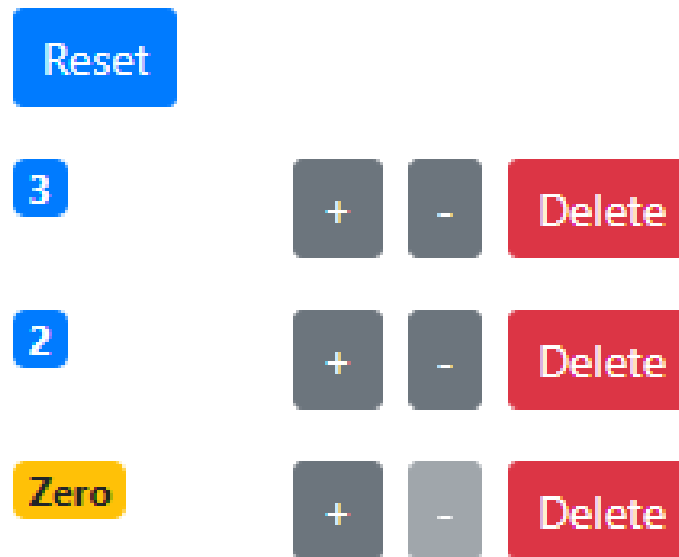 Reset
3 + - Delete
2 + - Delete
Zero + - Delete